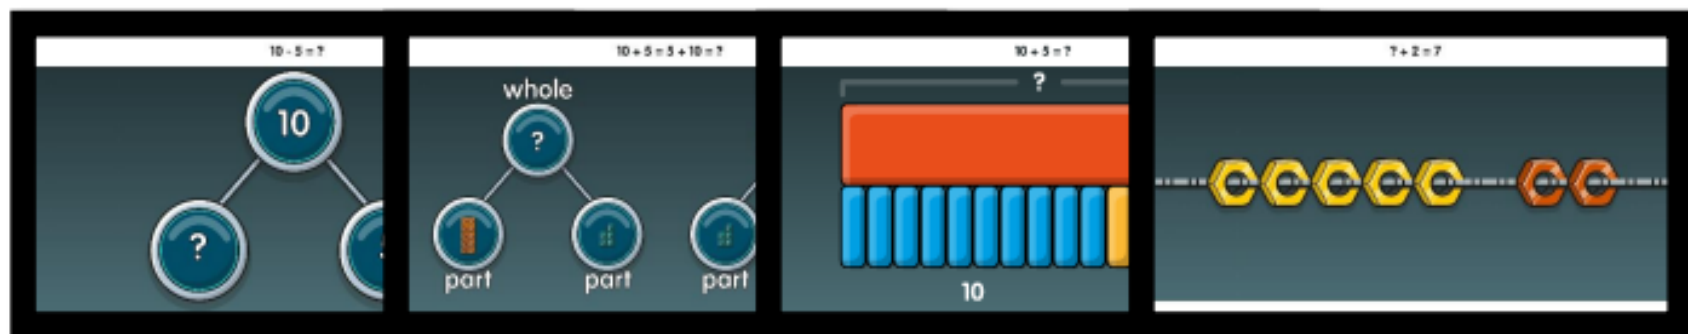 10 - 5 = ?
10
?
10 + 5 = 5 + 10 = ?
whole
?
part
part
part
10 + 5 = ?
?
10
? + 2 = 7